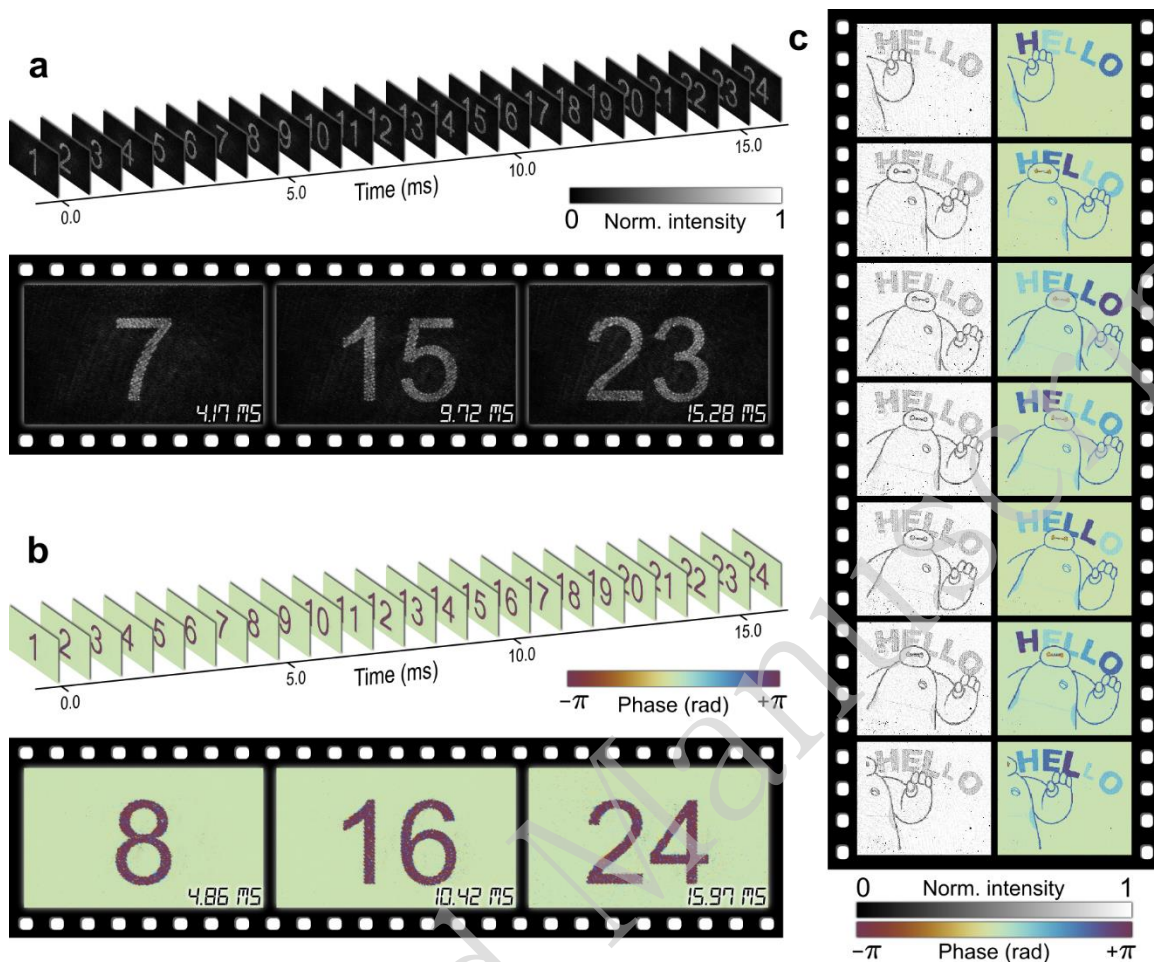 a
1 2 3 4 5 6 7 8 9 10 11 12 13 14 15 16 17 18 19 20 21 22 23 24
0.0 5.0 10.0 15.0
Time (ms)
0 Norm. intensity 1
7 15 23
4.17 MS 9.72 MS 15.28 MS
b
1 2 3 4 5 6 7 8 9 10 11 12 13 14 15 16 17 18 19 20 21 22 23 24
0.0 5.0 10.0 15.0
Time (ms)
−π Phase (rad) +π
8 16 24
4.86 MS 10.42 MS 15.97 MS
c
HELLO HELLO
HELLO HELLO
HELLO HELLO
HELLO HELLO
HELLO HELLO
HELLO HELLO
HELLO HELLO
0 Norm. intensity 1
−π Phase (rad) +π